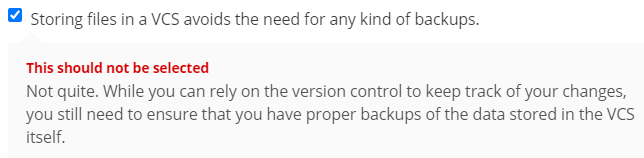 Storing files in a VCS avoids the need for any kind of backups.
This should not be selected
Not quite. While you can rely on the version control to keep track of your changes,
you still need to ensure that you have proper backups of the data stored in the VCS
itself.